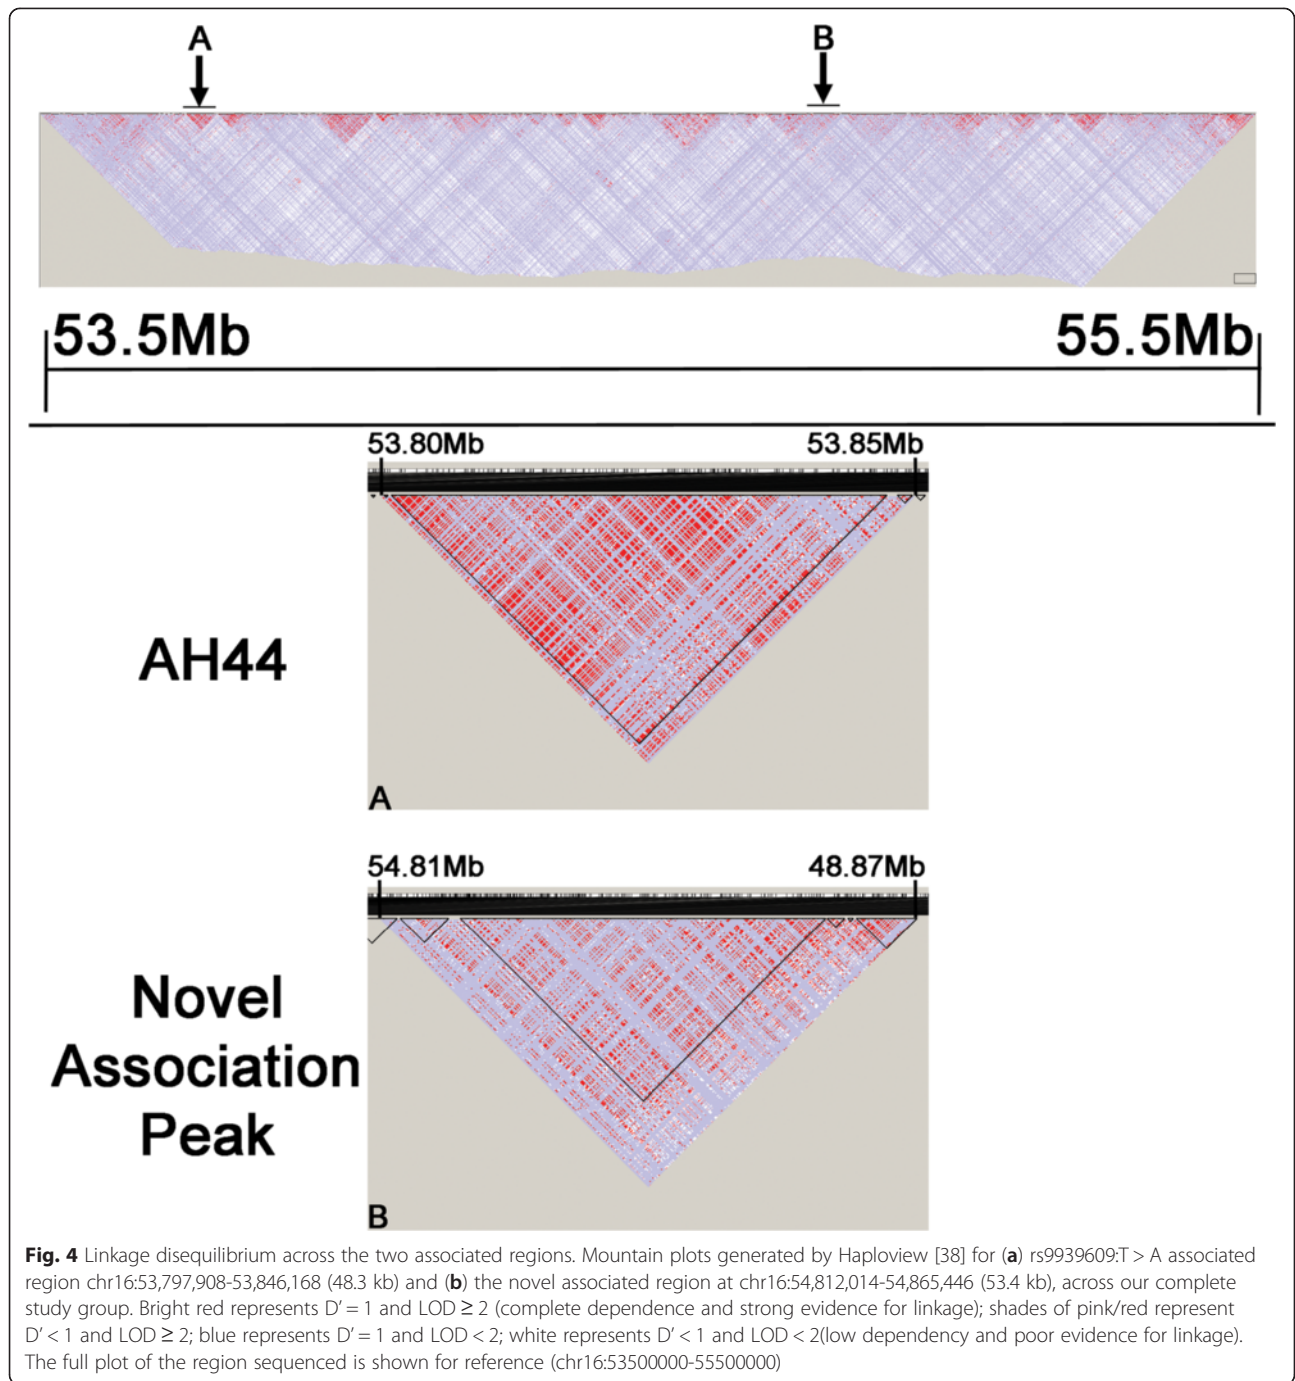 A B
53.5Mb 55.5Mb
53.80Mb 53.85Mb
AH44
A
54.81Mb 48.87Mb
Novel
Association
Peak
B
Fig. 4 Linkage disequilibrium across the two associated regions. Mountain plots generated by Haploview [38] for (a) rs9939609:T > A associated
region chr16:53,797,908-53,846,168 (48.3 kb) and (b) the novel associated region at chr16:54,812,014-54,865,446 (53.4 kb), across our complete
study group. Bright red represents D' = 1 and LOD ≥ 2 (complete dependence and strong evidence for linkage); shades of pink/red represent
D' < 1 and LOD ≥ 2; blue represents D' = 1 and LOD < 2; white represents D' < 1 and LOD < 2(low dependency and poor evidence for linkage).
The full plot of the region sequenced is shown for reference (chr16:53500000-55500000)